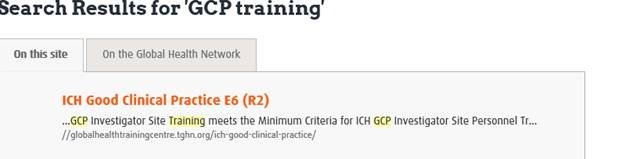 Search Results for 'GCP training'
On this site
On the Global Health Network
ICH Good Clinical Practice E6 (R2)
...GCP Investigator Site Training meets the Minimum Criteria for ICH GCP Investigator Site Personnel Tr...
//globalhealthtrainingcentre.tghn.org/ich-good-clinical-practice/